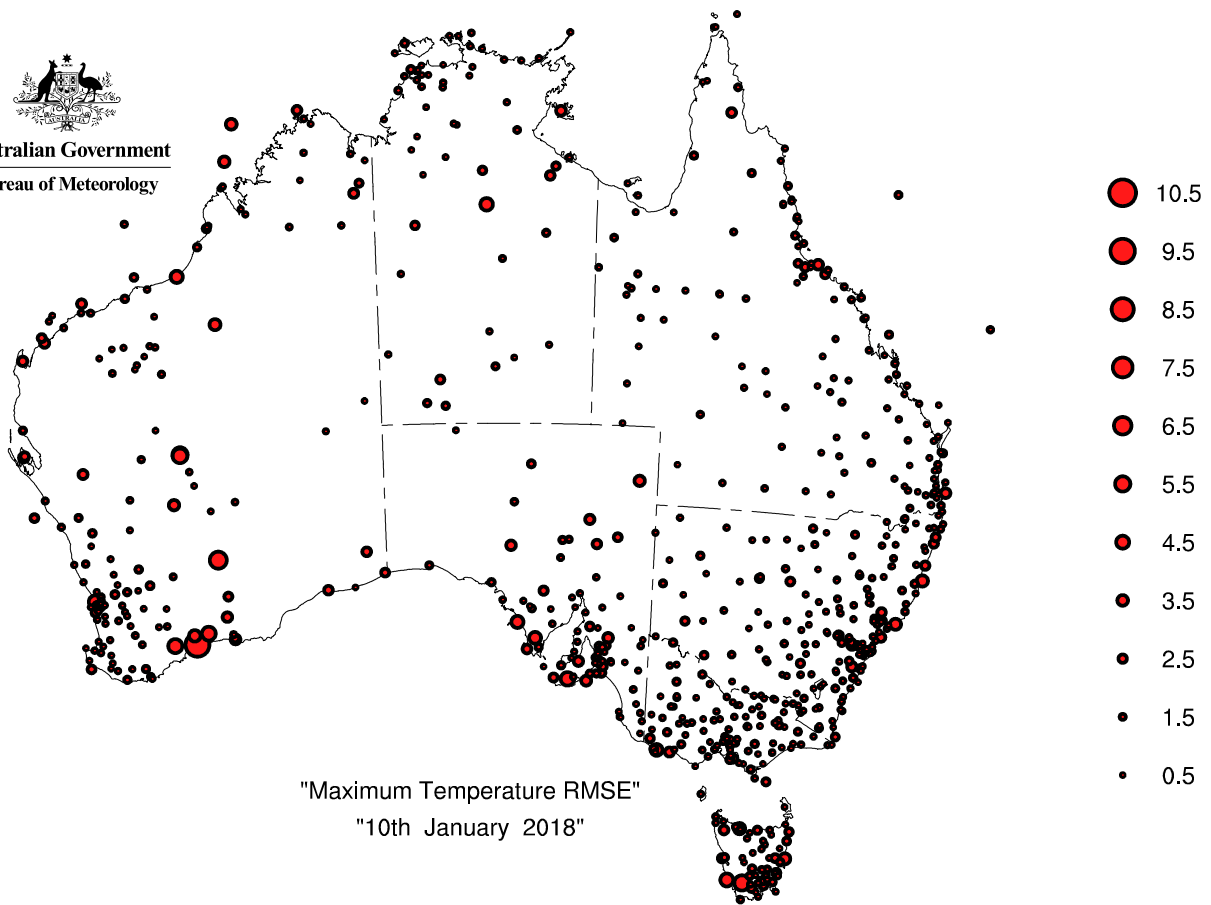 AUSTRALIA
tralian Government
reau of Meteorology
10.5
9.5
8.5
7.5
6.5
5.5
4.5
3.5
2.5
1.5
0.5
"Maximum Temperature RMSE"
"10th January 2018"